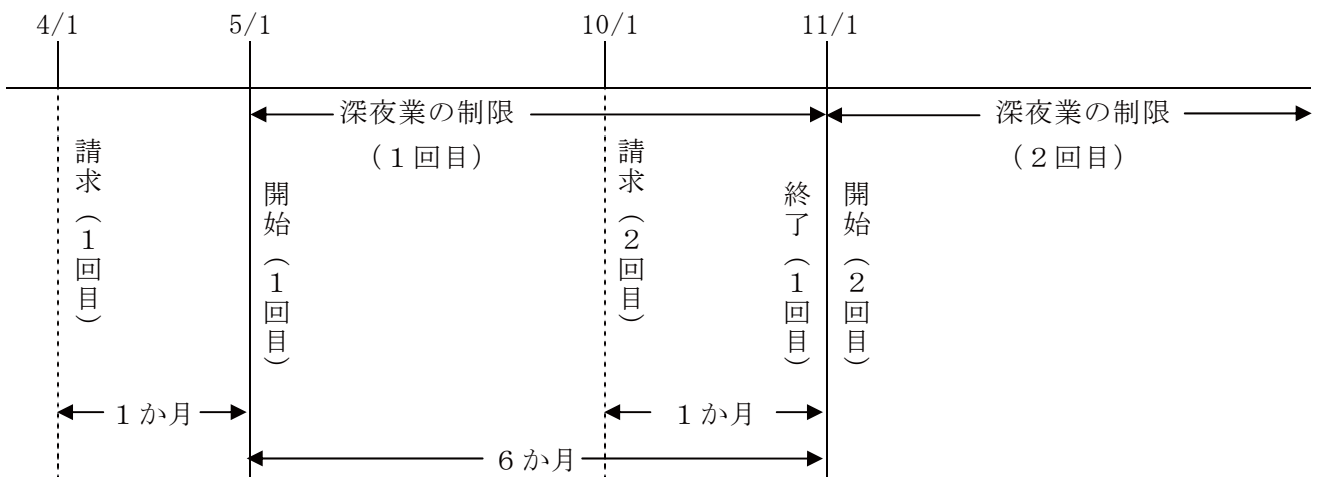 4/1
5/1
10/1
11/1
深夜業の制限
(1回目)
深夜業の制限
(2回目)
請求(1回目)
開始(1回目)
請求(2回目)
終了(1回目)
開始(2回目)
1か月
1か月
6か月